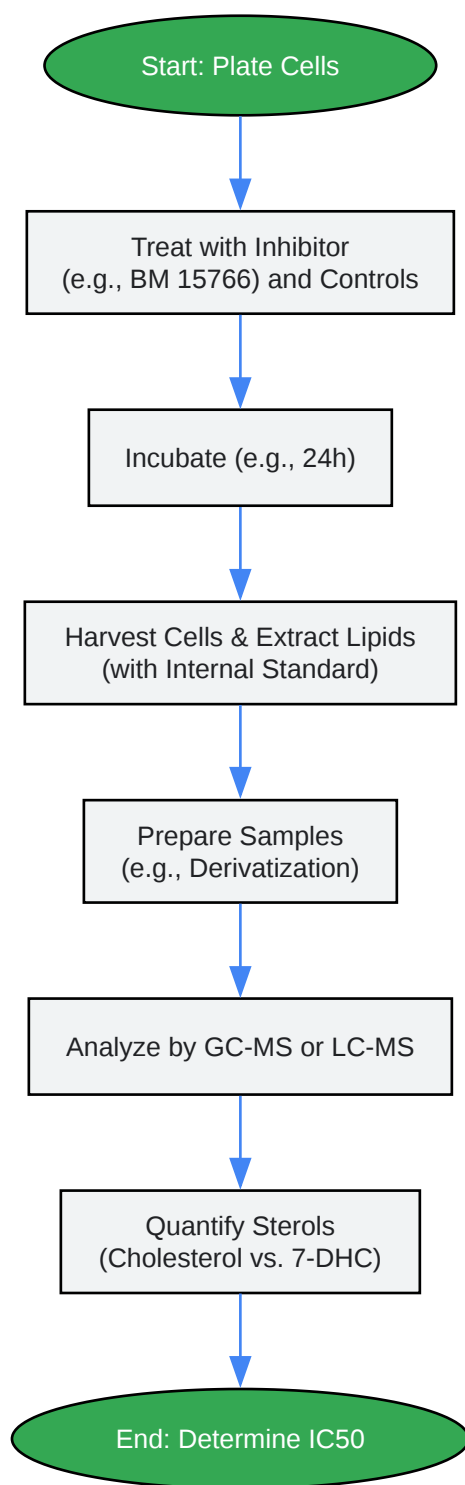 Start: Plate Cells
Treat with Inhibitor
(e.g., BM 15766) and Controls
Incubate (e.g., 24h)
Harvest Cells & Extract Lipids
(with Internal Standard)
Prepare Samples
(e.g., Derivatization)
Analyze by GC-MS or LC-MS
Quantify Sterols
(Cholesterol vs. 7-DHC)
End: Determine IC50